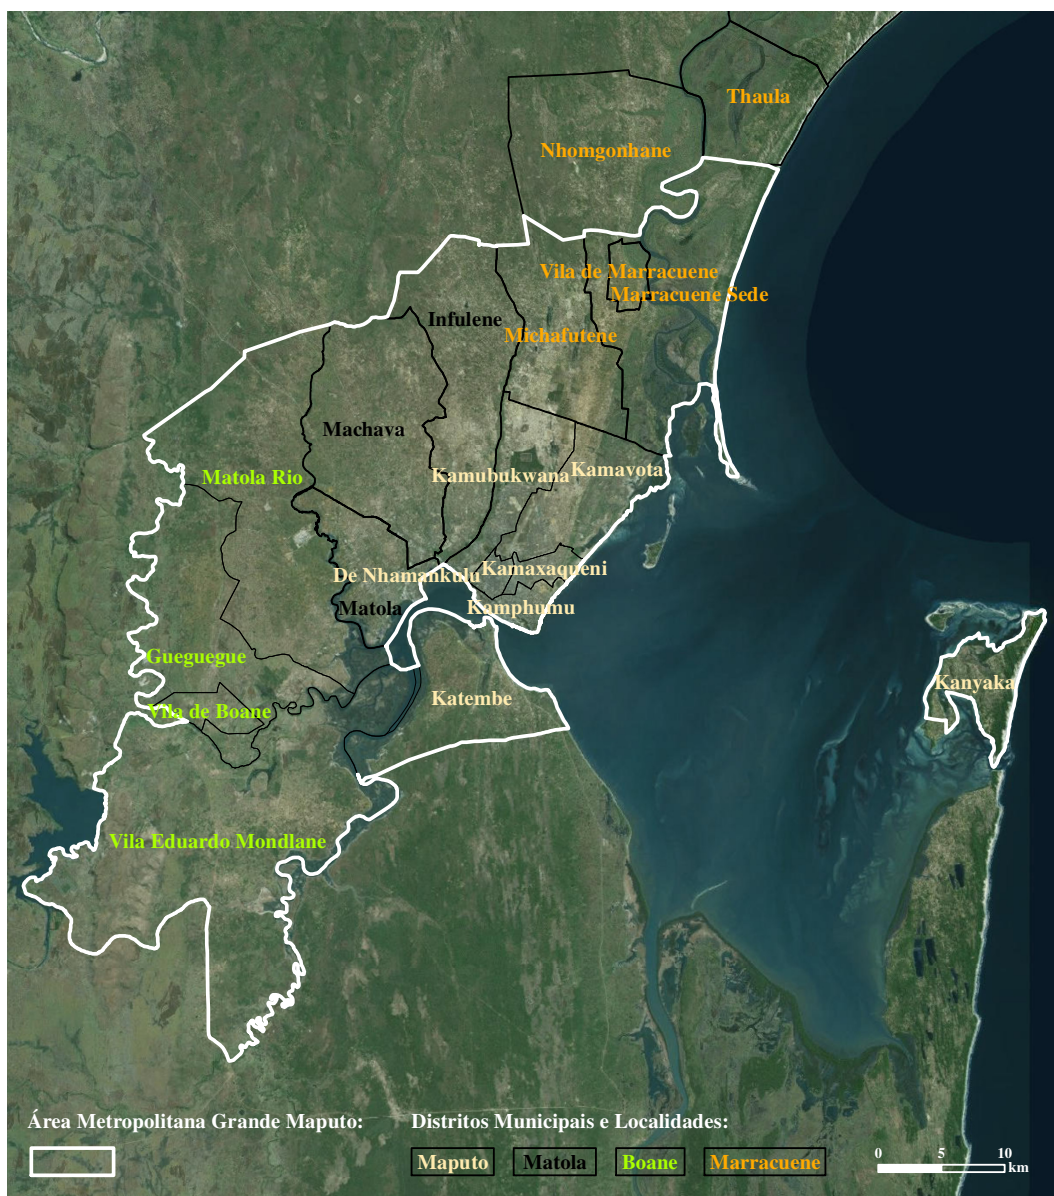 Thaula
Nhomgonhane
Vila de Marracuene
Marracuene Sede
Infulene
Michafutene
Machava
Matola Rio
Kamubukwana
Kamavota
De Nhamankulu
Kamaxaqueni
Matola
Kamphumu
Gueguegue
Kanyaka
Katembe
Vila de Boane
Vila Eduardo Mondlane
Área Metropolitana Grande Maputo:
Distritos Municipais e Localidades:
Maputo
Matola
Boane
Marracuene
0 5 10
km